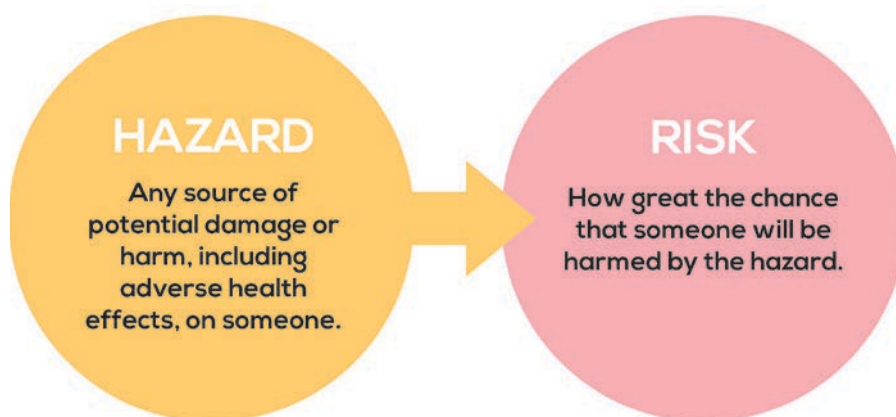 HAZARD
Any source of
potential damage or
harm, including
adverse health
effects, on someone.
RISK
How great the chance
that someone will be
harmed by the hazard.